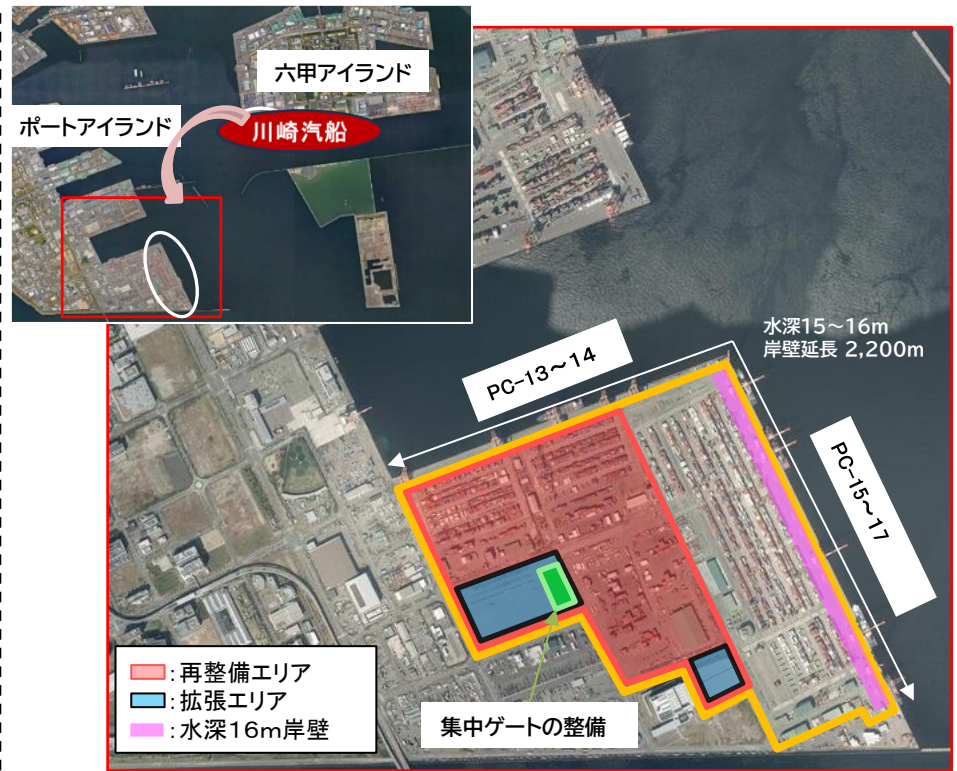 六甲アイランド
ポートアイランド
川崎汽船
水深15～16m
岸壁延長 2,200m
PC-13～14
PC-15～17
：再整備エリア
：拡張エリア
：水深16m岸壁
集中ゲートの整備